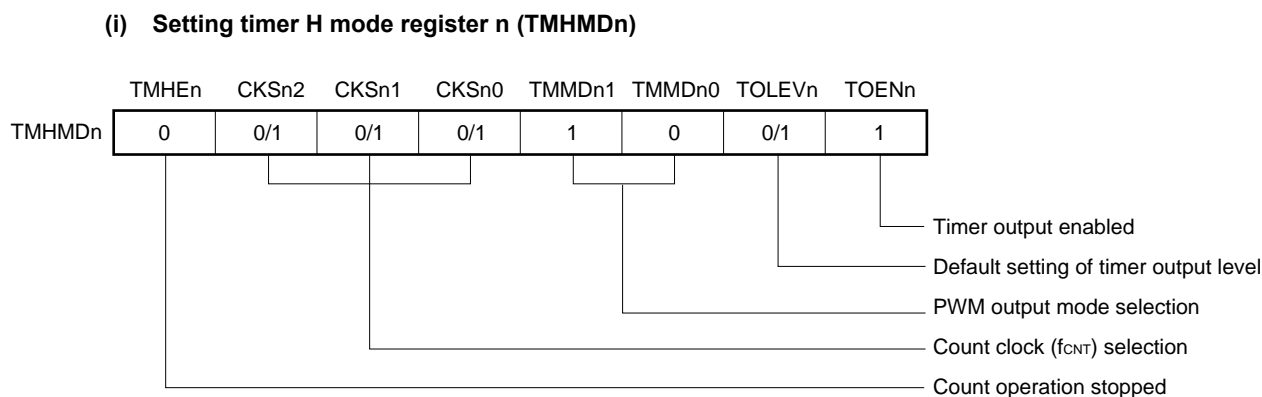 (i) Setting timer H mode register n (TMHMDn)
TMHEn CKSn2 CKSn1 CKSn0 TMMDn1 TMMDn0 TOLEVn TOENn
TMHMDn 0 0/1 0/1 0/1 1 0 0/1 1
Timer output enabled
Default setting of timer output level
PWM output mode selection
Count clock (fCNT) selection
Count operation stopped